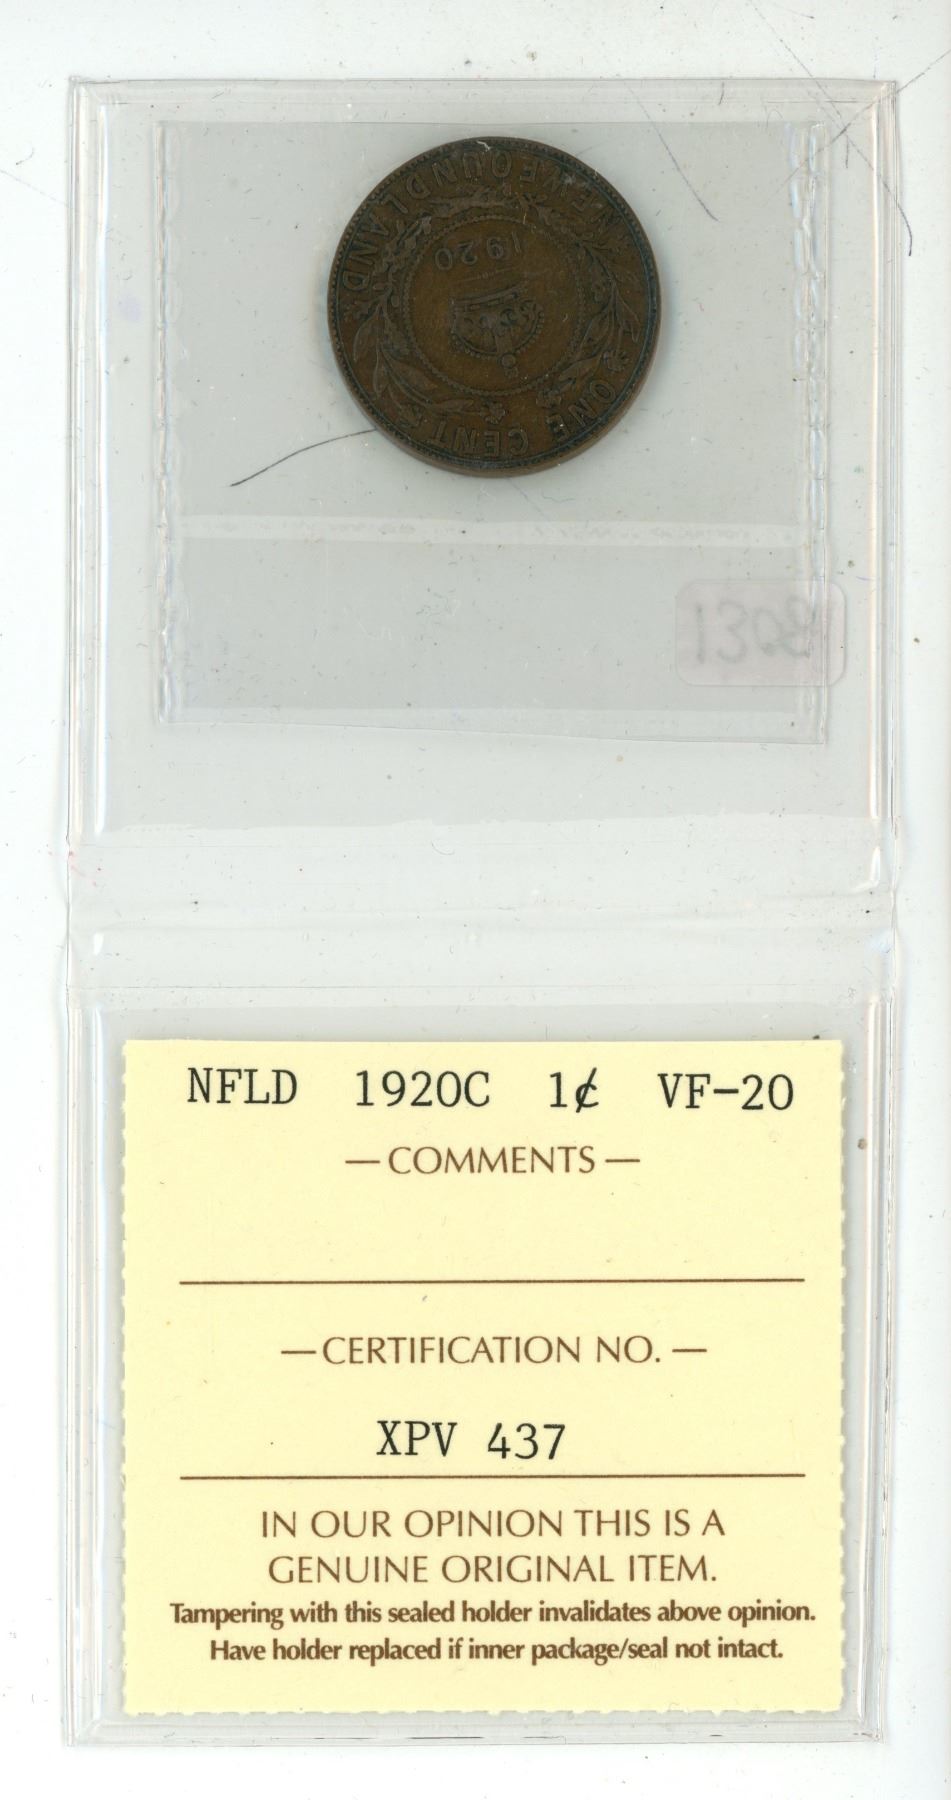 NEWFOUNDLAND
1920
ONE CENT
1308
NFLD 1920C 1¢ VF-20
— COMMENTS —
— CERTIFICATION NO. —
XPV 437
IN OUR OPINION THIS IS A
GENUINE ORIGINAL ITEM.
Tampering with this sealed holder invalidates above opinion.
Have holder replaced if inner package/seal not intact.